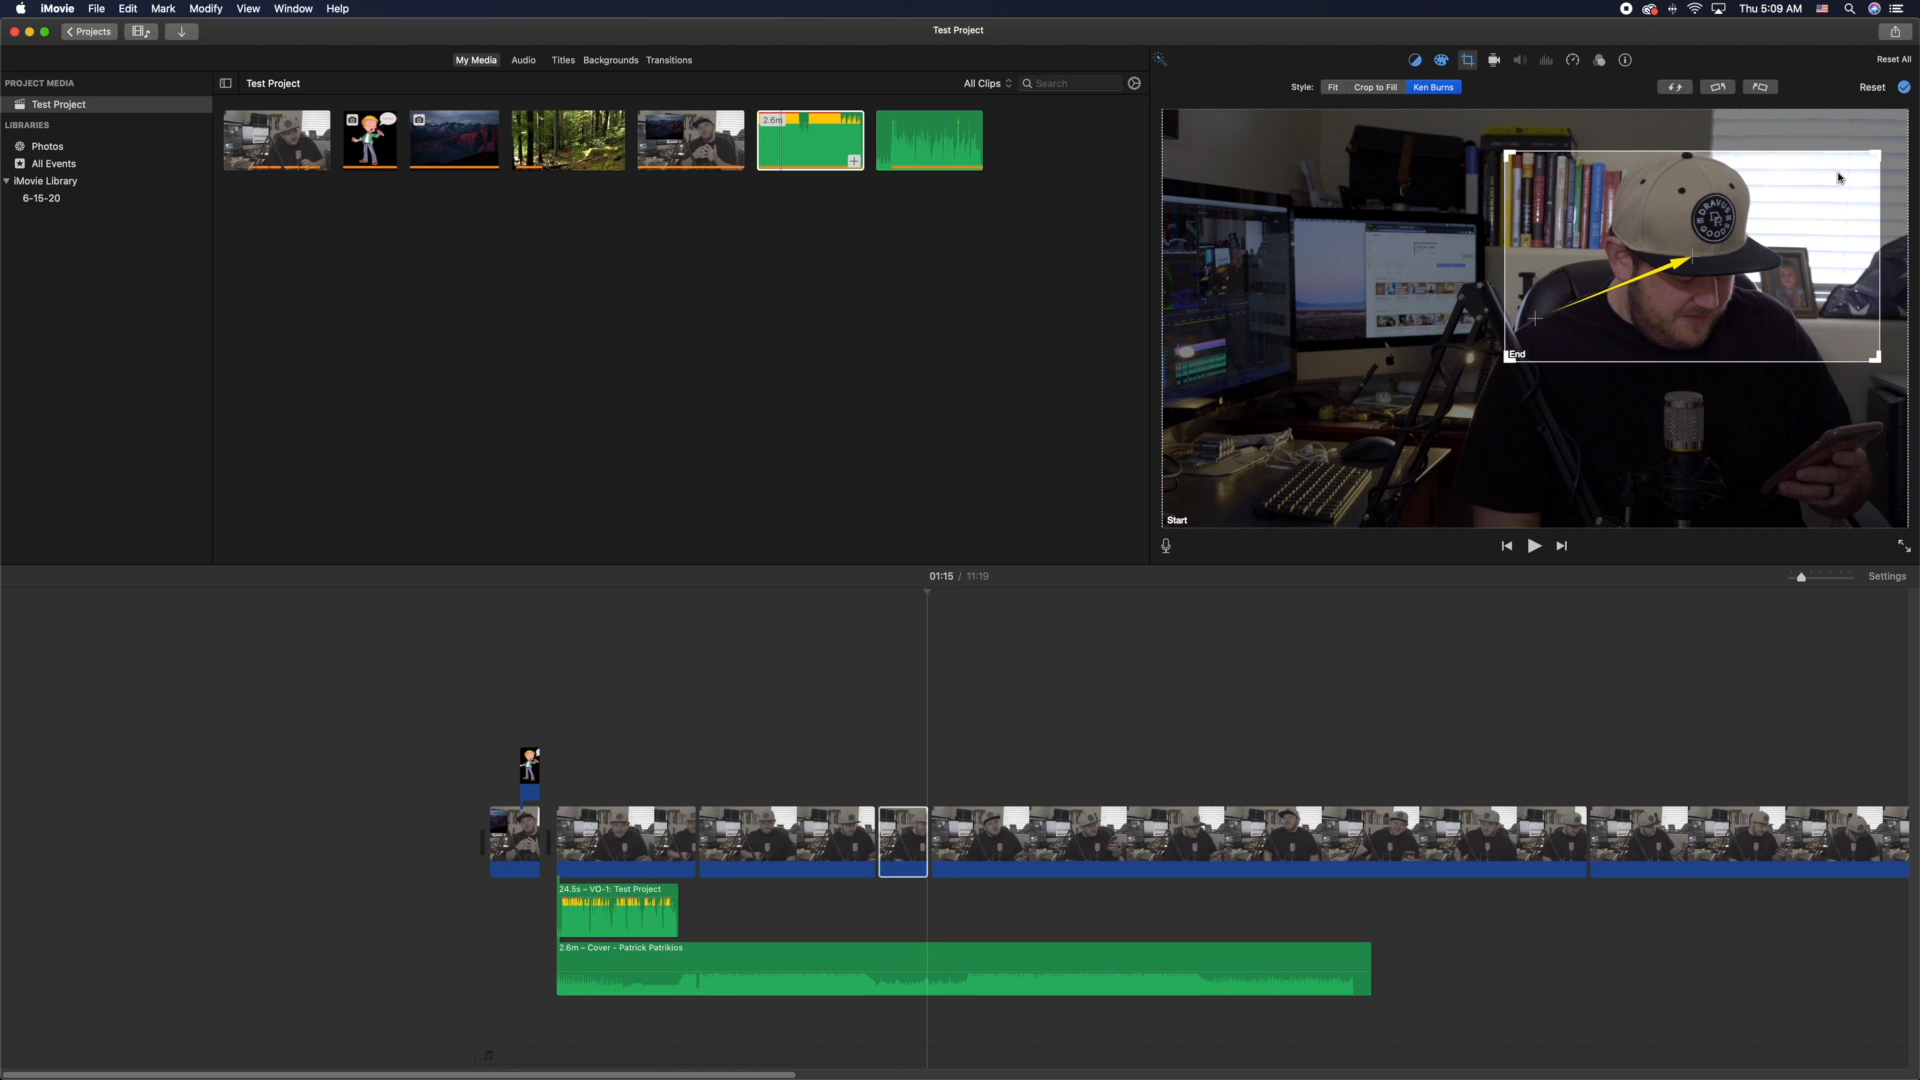 iMovie File Edit Mark Modify View Window Help
Thu 5:09 AM
Projects
Test Project
My Media Audio Titles Backgrounds Transitions
Reset All
PROJECT MEDIA
Test Project
All Clips
Search
Style: Fit Crop to Fill Ken Burns
Reset
Test Project
LIBRARIES
Photos
All Events
iMovie Library
6-15-20
2.6m
DRAVUS
DR
GOODS
End
Start
01:15 / 11:19
Settings
24.5s – VO-1: Test Project
2.6m – Cover - Patrick Patrikios